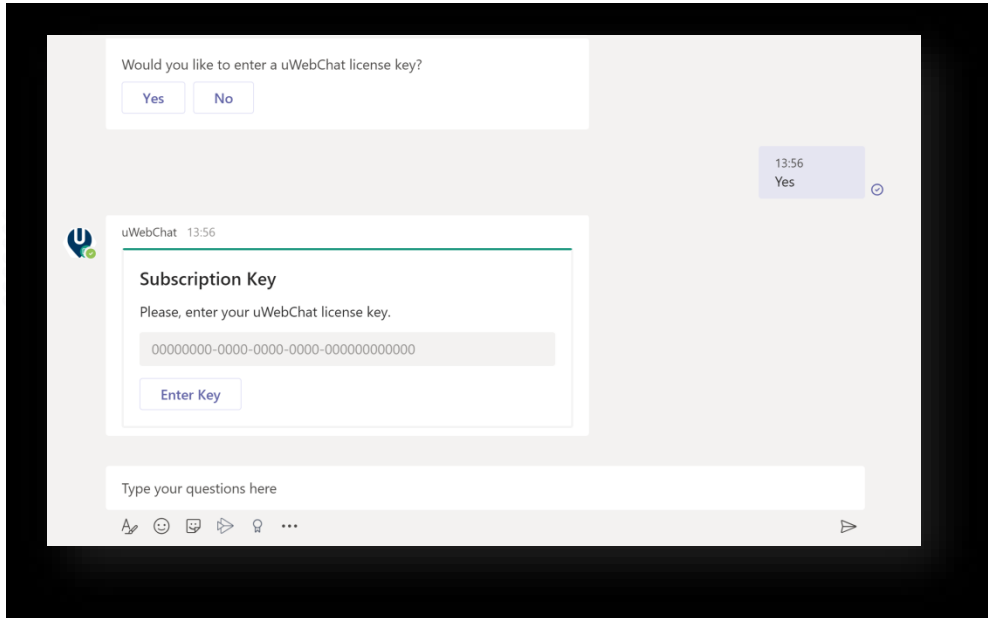 Would you like to enter a uWebChat license key?
Yes No
13:56
Yes
uWebChat 13:56
Subscription Key
Please, enter your uWebChat license key.
00000000-0000-0000-0000-000000000000
Enter Key
Type your questions here